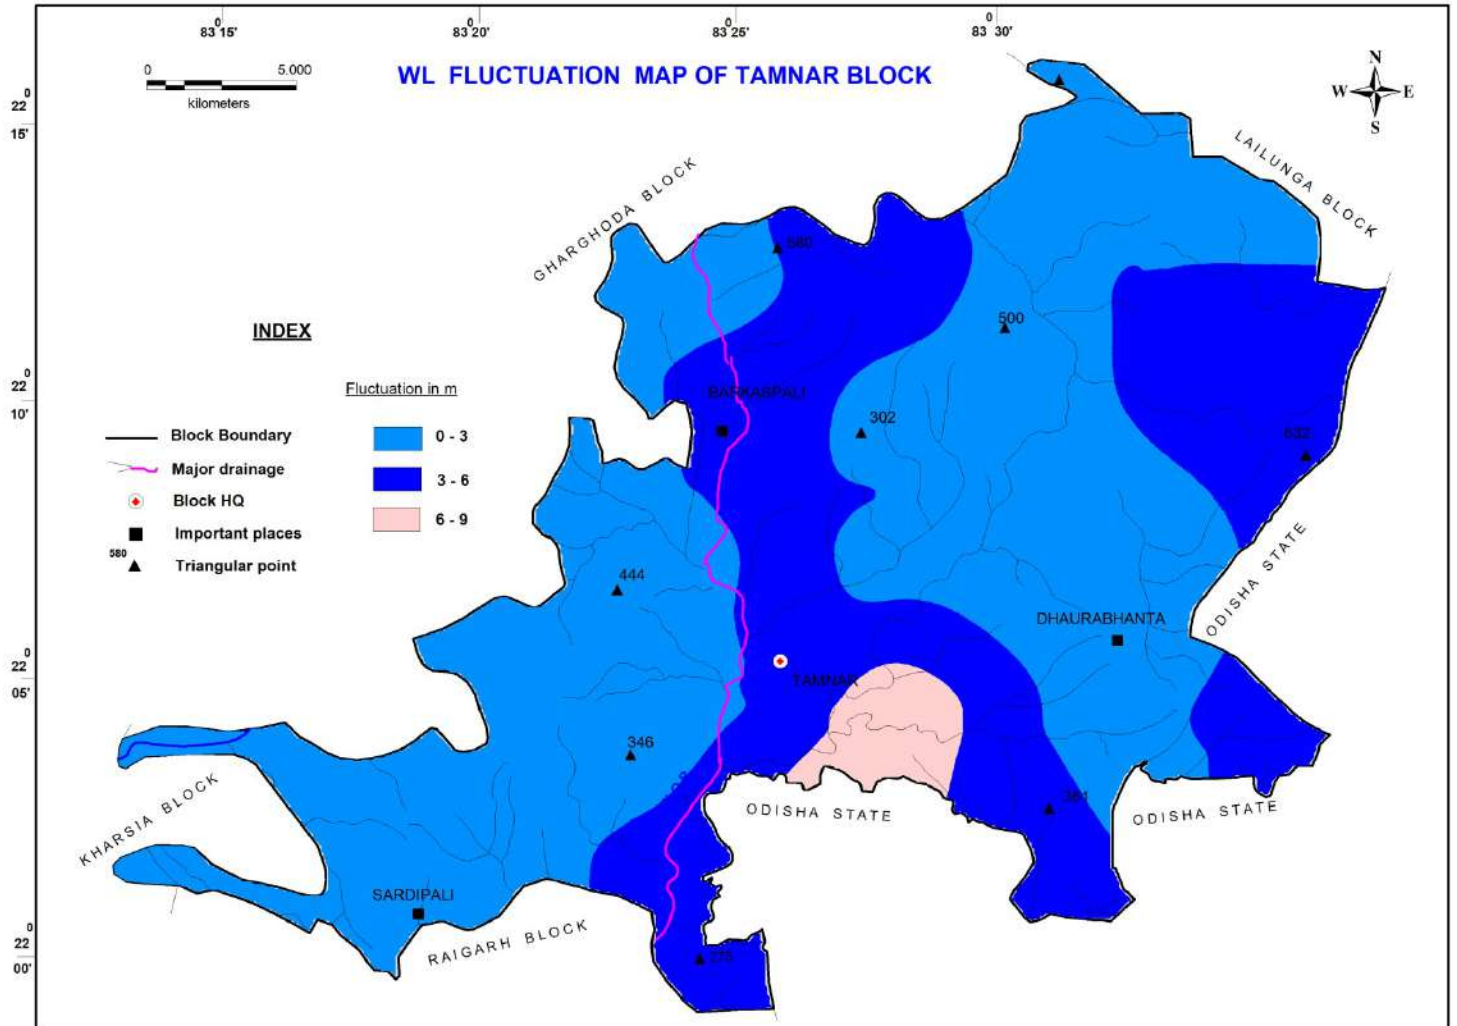 0 0 0 0
83 15' 83 20' 83 25' 83 30'
0 5.000
kilometers
WL FLUCTUATION MAP OF TAMNAR BLOCK
N
W E
S
0
22
15'
LAILUNGA BLOCK
GHARGHODA BLOCK
580
INDEX
500
0
22
10'
Fluctuation in m
BARKASPALI
302
Block Boundary
0 - 3
632
Major drainage
3 - 6
Block HQ
6 - 9
Important places
580
Triangular point
444
ODISHA STATE
DHAURABHANTA
0
22
05'
TAMNAR
346
ODISHA STATE
361
ODISHA STATE
KHARSIA BLOCK
SARDIPALI
RAIGARH BLOCK
0
22
00'
273